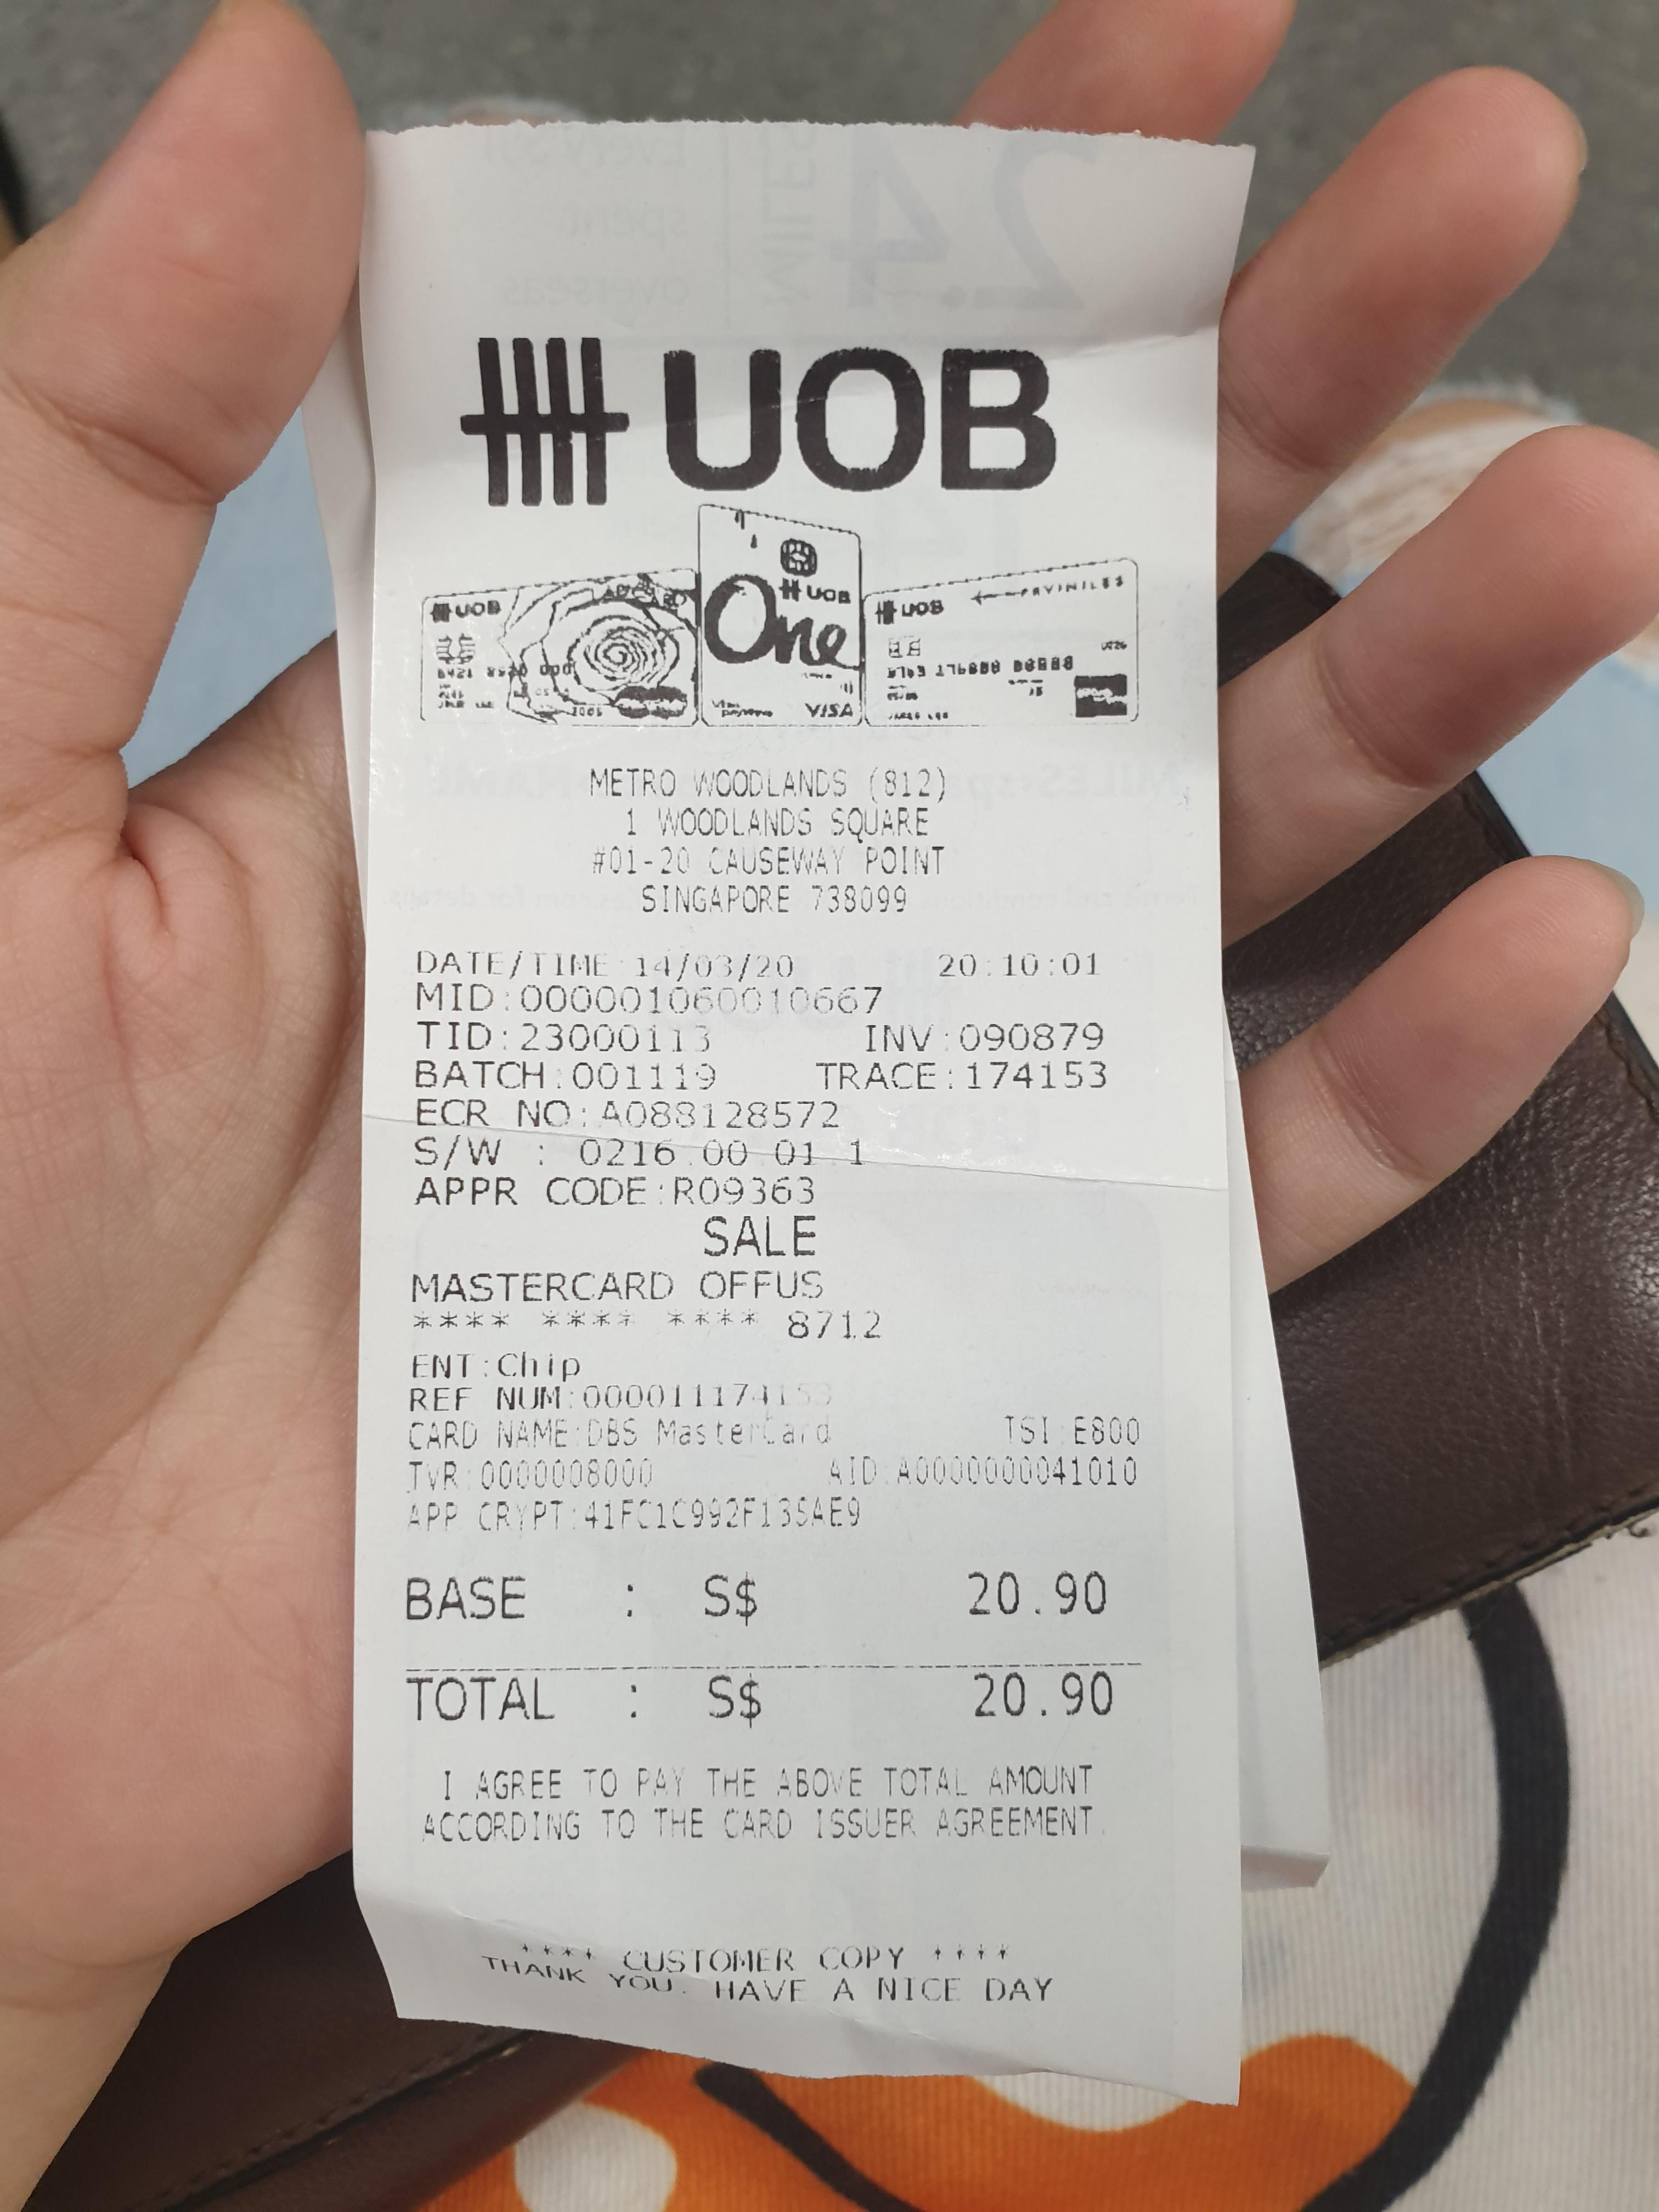 UOB
UOB
One
UOB
VISA
UOB
METRO WOODLANDS (812)
1 WOODLANDS SQUARE
#01-20 CAUSEWAY POINT
SINGAPORE 738099
DATE/TIME 14/03/20 20:10:01
MID:000001060010667
TID:23000113 INV:090879
BATCH:001119 TRACE:174153
ECR NO:A088128572
S/W : 0216 00 01 1
APPR CODE:R09363
SALE
MASTERCARD OFFUS
**** **** **** 8712
ENT:Chip
REF NUM:000011174153
CARD NAME:DBS MasterCard TSI:E800
TVR:0000008000 AID:A0000000041010
APP CRYPT:41FC1C992F135AE9
BASE : S$ 20.90
TOTAL : S$ 20.90
I AGREE TO PAY THE ABOVE TOTAL AMOUNT
ACCORDING TO THE CARD ISSUER AGREEMENT.
**** CUSTOMER COPY ****
THANK YOU. HAVE A NICE DAY